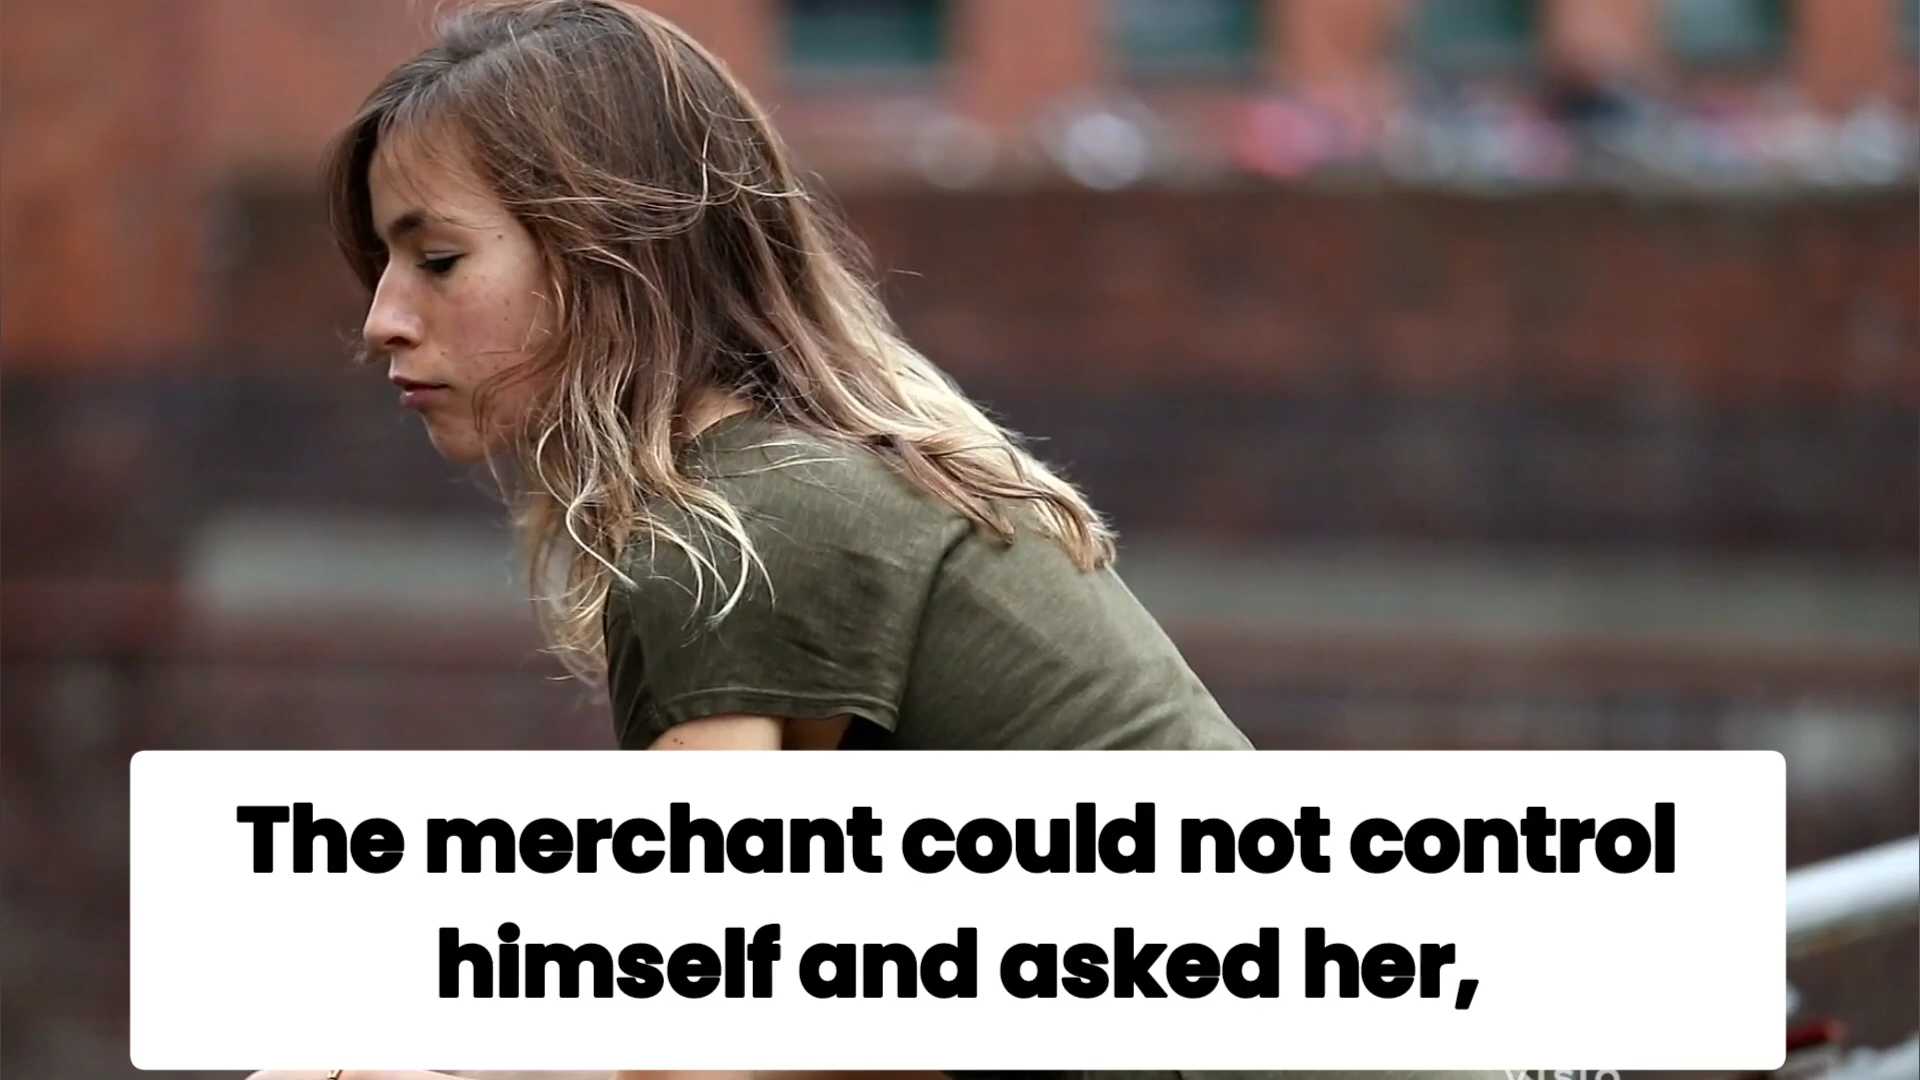 The merchant could not control
himself and asked her,